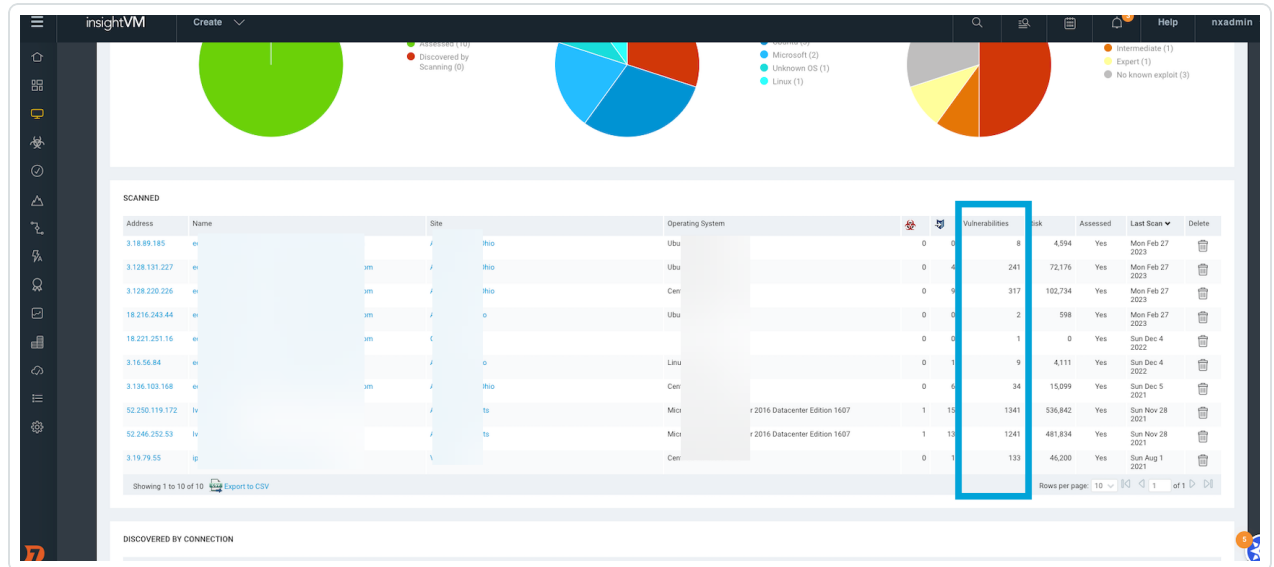 insightVM Create Help nxadmin
Assessed (10)
Discovered by
Scanning (0)
Microsoft (2)
Unknown OS (1)
Linux (1)
Intermediate (1)
Expert (1)
No known exploit (3)
SCANNED
Address Name Site Operating System Vulnerabilities Assessed Last Scan Delete
3.18.89.185 0 8 4,594 Yes Mon Feb 27
2023
3.128.131.227 0 4 241 72,176 Yes Mon Feb 27
2023
3.128.220.226 0 9 317 102,734 Yes Mon Feb 27
2023
18.216.243.44 0 0 2 598 Yes Mon Feb 27
2023
18.221.251.16 0 0 1 0 Yes Sun Dec 4
2022
3.16.56.84 0 1 9 4,111 Yes Sun Dec 4
2022
3.136.103.168 0 6 34 15,099 Yes Sun Dec 5
2021
52.250.119.172 2016 Datacenter Edition 1607 1 15 1341 536,842 Yes Sun Nov 28
2021
52.246.252.53 2016 Datacenter Edition 1607 1 13 1241 481,834 Yes Sun Nov 28
2021
3.19.79.55 0 1 133 46,200 Yes Sun Aug 1
2021
Showing 1 to 10 of 10 Export to CSV Rows per page: 10 1 of 1
DISCOVERED BY CONNECTION
5